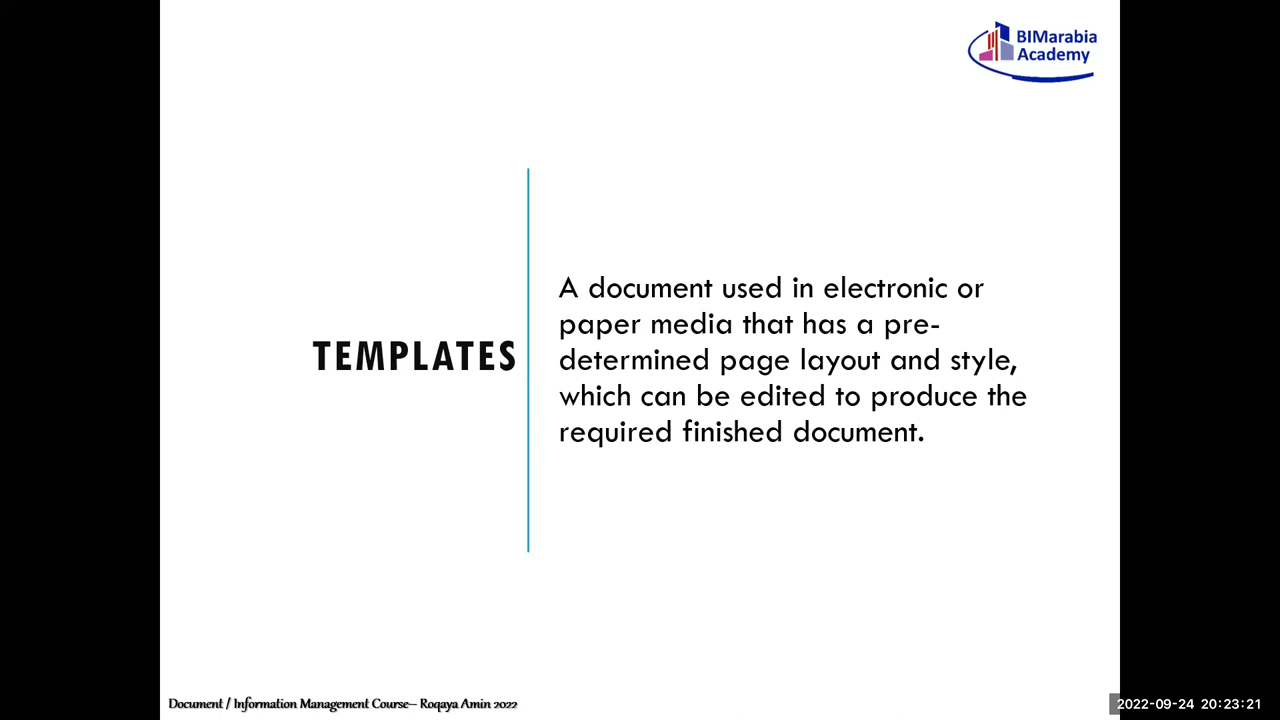 BIMarabia
Academy
TEMPLATES
A document used in electronic or
paper media that has a pre-
determined page layout and style,
which can be edited to produce the
required finished document.
Document / Information Management Course– Roqaya Amin 2022
2022-09-24 20:23:21